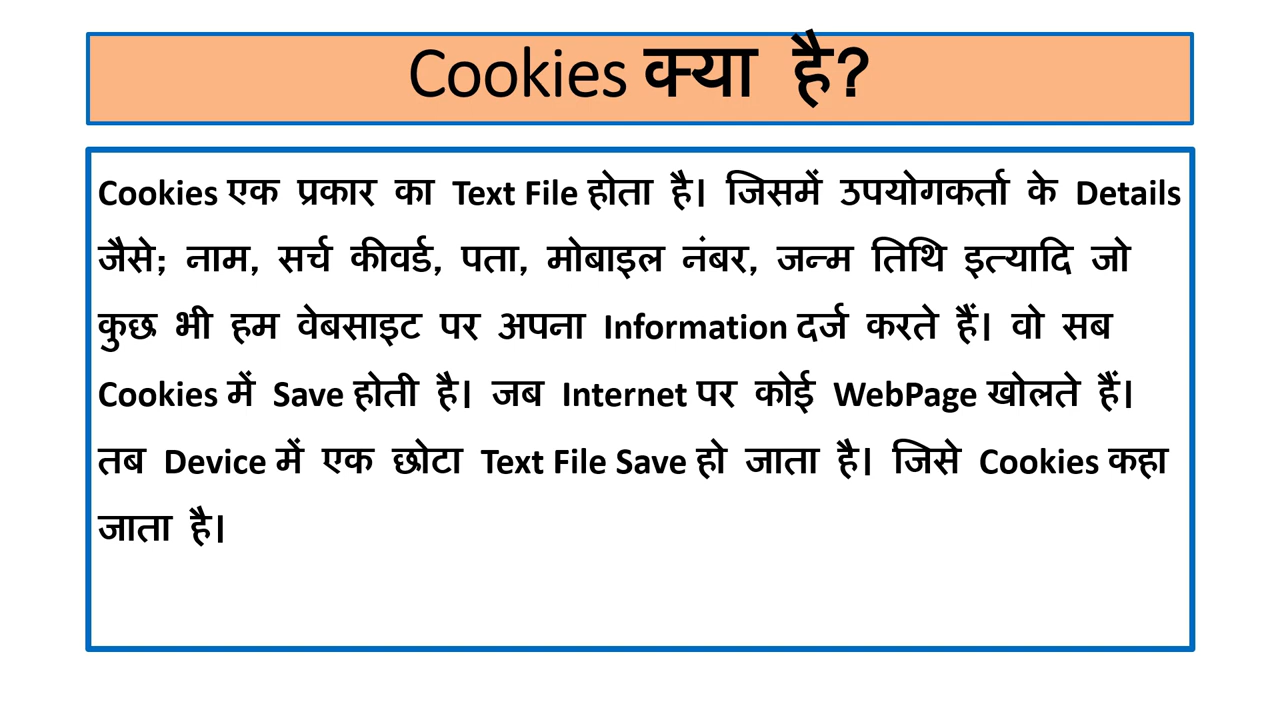 Cookies क्या है?
Cookies एक प्रकार का Text File होता है। जिसमें उपयोगकर्ता के Details
जैसे; नाम, सर्च कीवर्ड, पता, मोबाइल नंबर, जन्म तिथि इत्यादि जो
कुछ भी हम वेबसाइट पर अपना Information दर्ज करते हैं। वो सब
Cookies में Save होती है। जब Internet पर कोई WebPage खोलते हैं।
तब Device में एक छोटा Text File Save हो जाता है। जिसे Cookies कहा
जाता है।